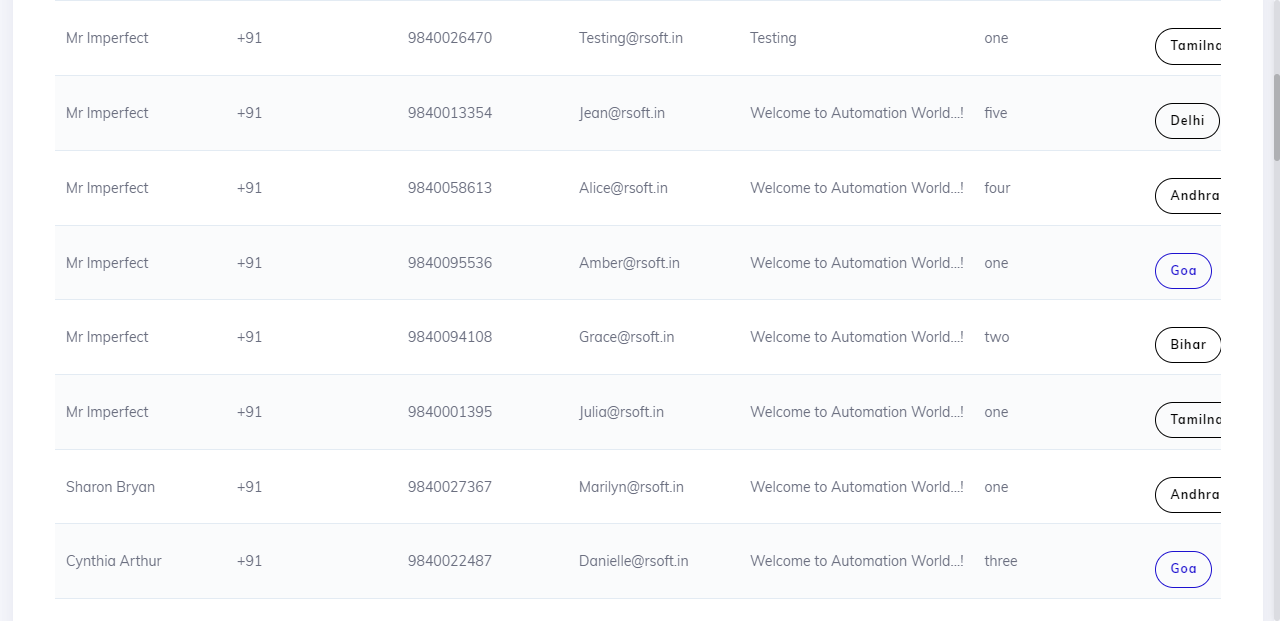 Mr Imperfect +91 9840026470 Testing@rsoft.in Testing one Tamilna
Mr Imperfect +91 9840013354 Jean@rsoft.in Welcome to Automation World...! five Delhi
Mr Imperfect +91 9840058613 Alice@rsoft.in Welcome to Automation World...! four Andhra
Mr Imperfect +91 9840095536 Amber@rsoft.in Welcome to Automation World...! one Goa
Mr Imperfect +91 9840094108 Grace@rsoft.in Welcome to Automation World...! two Bihar
Mr Imperfect +91 9840001395 Julia@rsoft.in Welcome to Automation World...! one Tamilna
Sharon Bryan +91 9840027367 Marilyn@rsoft.in Welcome to Automation World...! one Andhra
Cynthia Arthur +91 9840022487 Danielle@rsoft.in Welcome to Automation World...! three Goa